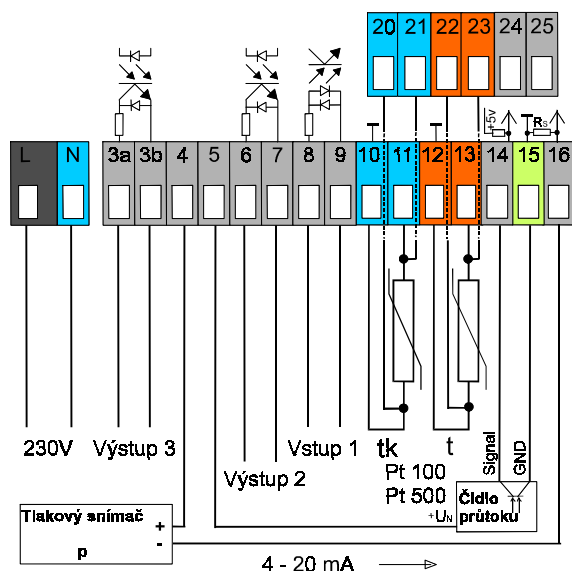 20 21 22 23 24 25
+5v
Rs
L N 3a 3b 4 5 6 7 8 9 10 11 12 13 14 15 16
230V
Výstup 3
Výstup 2
Vstup 1
tk
t
Pt 100
Pt 500
Signal
GND
+UN
Čidlo
průtoku
Tlakový snímač
+
p
-
4 - 20 mA